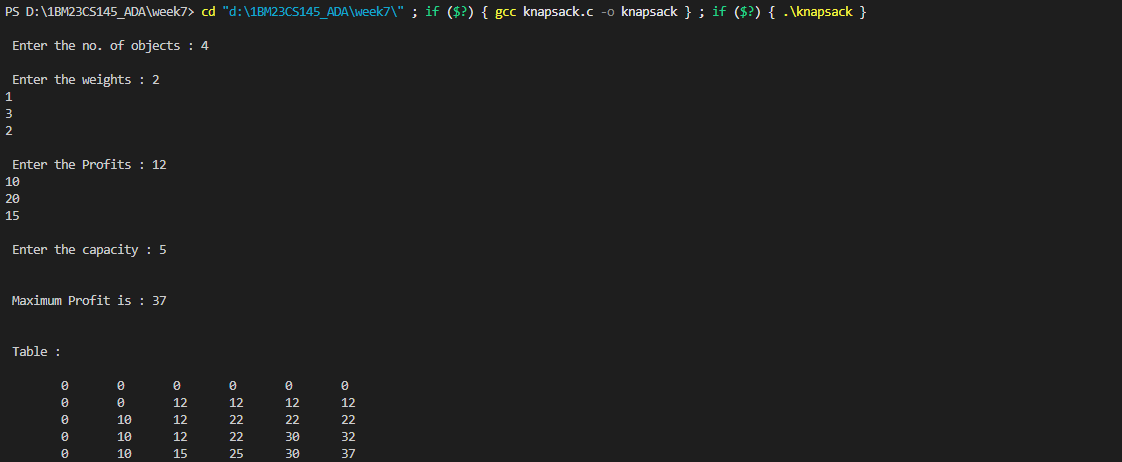 PS D:\1BM23CS145_ADA\week7> cd "d:\1BM23CS145_ADA\week7\" ; if ($?) { gcc knapsack.c -o knapsack } ; if ($?) { .\knapsack }
Enter the no. of objects : 4
Enter the weights : 2
1
3
2
Enter the Profits : 12
10
20
15
Enter the capacity : 5
Maximum Profit is : 37
Table :
0 0 0 0 0 0
0 0 12 12 12 12
0 10 12 22 22 22
0 10 12 22 30 32
0 10 15 25 30 37